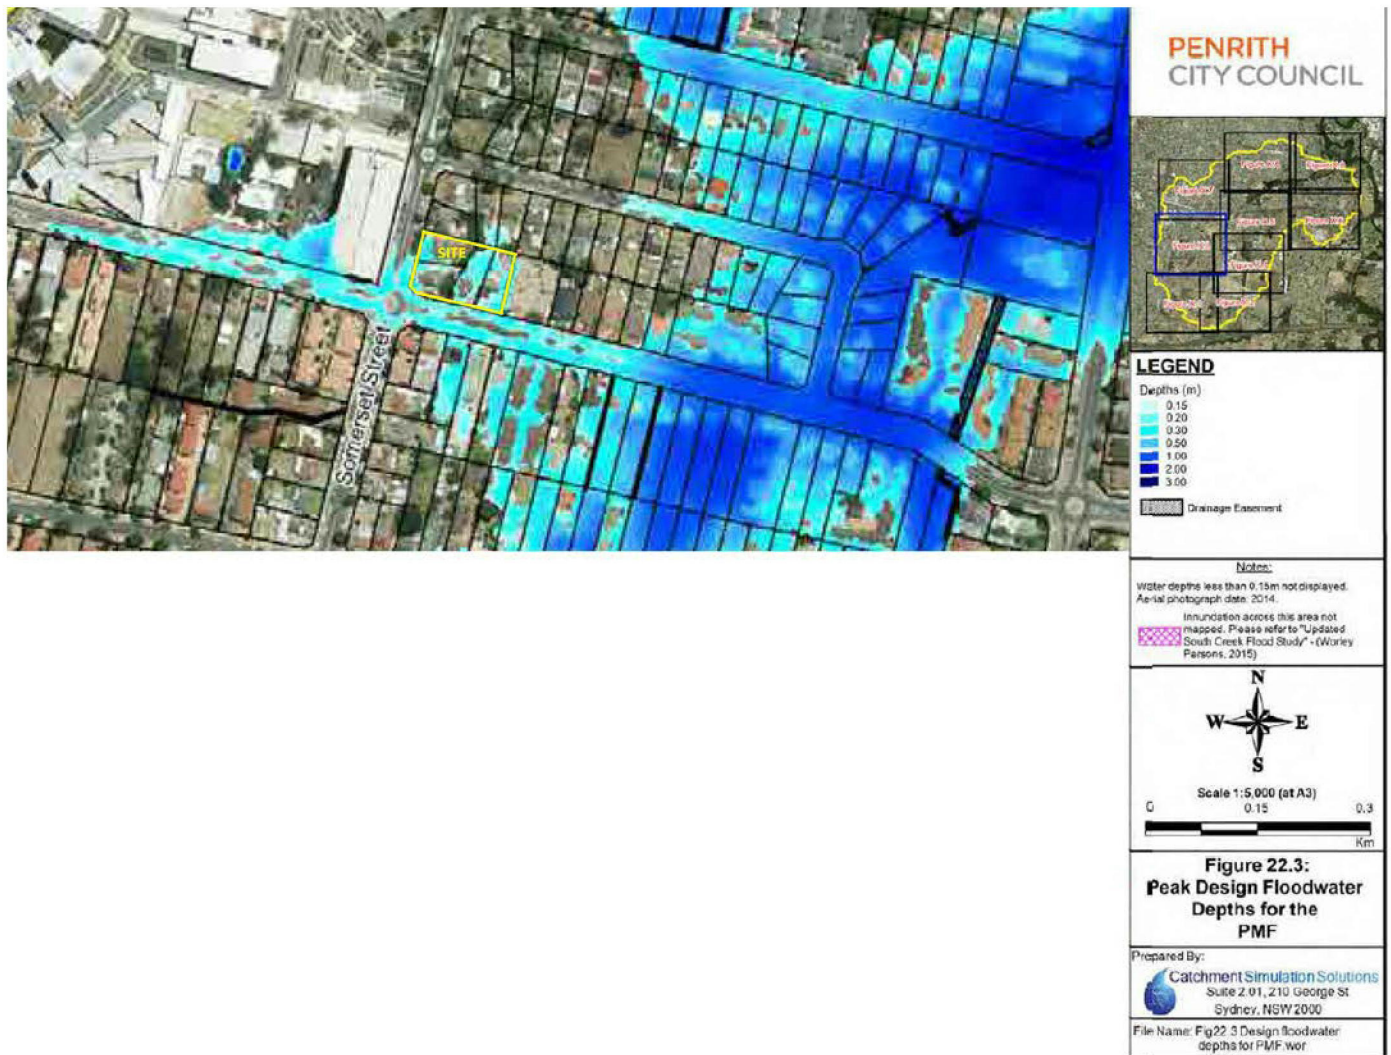 SITE
Somerset Street
PENRITH
CITY COUNCIL
LEGEND
Depths (m)
0.15
0.20
0.30
0.50
1.00
2.00
3.00
Drainage Easement
Notes:
Water depths less than 0.15m not displayed.
Aerial photograph date: 2014.
Innundation across this area not
mapped. Please refer to "Updated
South Creek Flood Study" - (Worley
Parsons, 2015)
N
W E
S
Scale 1:5,000 (at A3)
0 0.15 0.3
Km
Figure 22.3:
Peak Design Floodwater
Depths for the
PMF
Prepared By:
Catchment Simulation Solutions
Suite 2.01, 210 George St
Sydney, NSW 2000
File Name: Fig22.3 Design floodwater
depths for PMF.wor